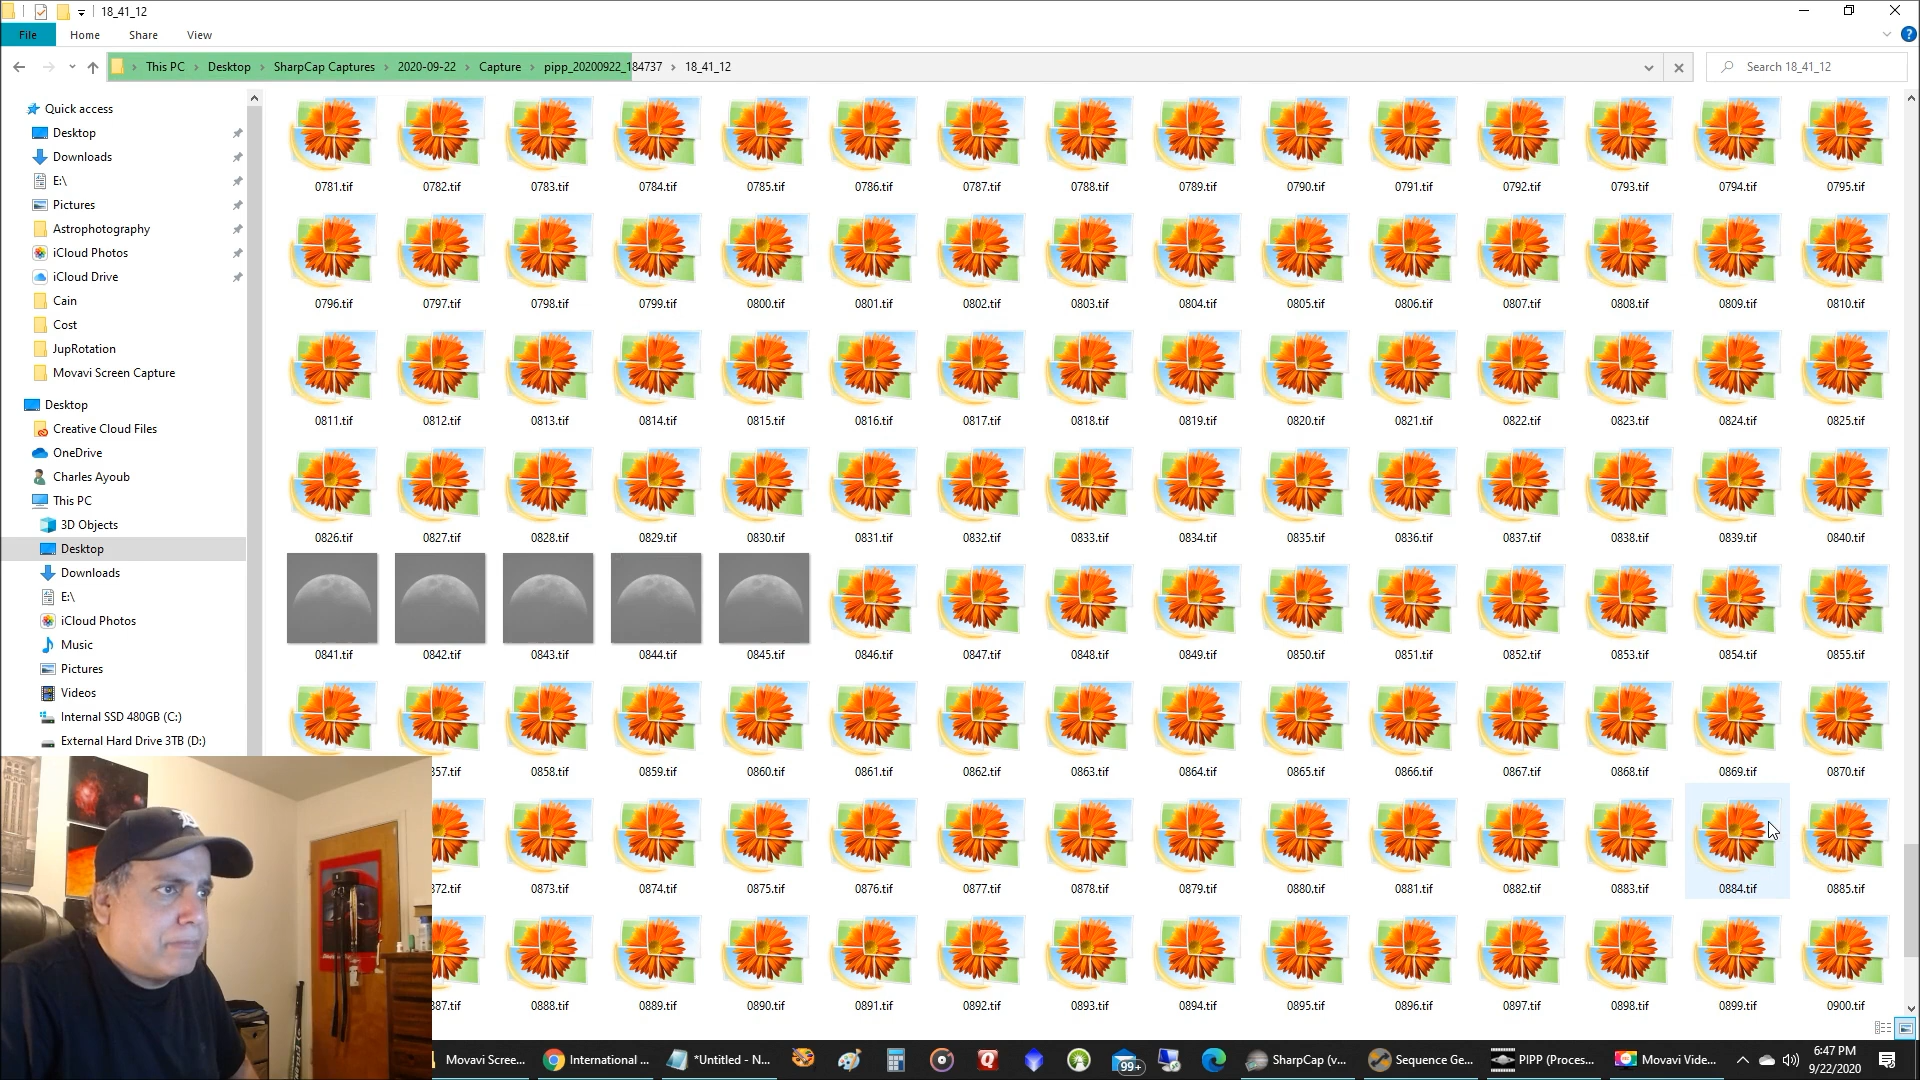 18_41_12
File Home Share View
This PC Desktop SharpCap Captures 2020-09-22 Capture pipp_20200922_184737 18_41_12
Search 18_41_12
Quick access
Desktop
Downloads
E:\
Pictures
Astrophotography
iCloud Photos
iCloud Drive
Cain
Cost
JupRotation
Movavi Screen Capture
Desktop
Creative Cloud Files
OneDrive
Charles Ayoub
This PC
3D Objects
Desktop
Downloads
E:\
iCloud Photos
Music
Pictures
Videos
Internal SSD 480GB (C:)
External Hard Drive 3TB (D:)
0781.tif 0782.tif 0783.tif 0784.tif 0785.tif 0786.tif 0787.tif 0788.tif 0789.tif 0790.tif 0791.tif 0792.tif 0793.tif 0794.tif 0795.tif
0796.tif 0797.tif 0798.tif 0799.tif 0800.tif 0801.tif 0802.tif 0803.tif 0804.tif 0805.tif 0806.tif 0807.tif 0808.tif 0809.tif 0810.tif
0811.tif 0812.tif 0813.tif 0814.tif 0815.tif 0816.tif 0817.tif 0818.tif 0819.tif 0820.tif 0821.tif 0822.tif 0823.tif 0824.tif 0825.tif
0826.tif 0827.tif 0828.tif 0829.tif 0830.tif 0831.tif 0832.tif 0833.tif 0834.tif 0835.tif 0836.tif 0837.tif 0838.tif 0839.tif 0840.tif
0841.tif 0842.tif 0843.tif 0844.tif 0845.tif 0846.tif 0847.tif 0848.tif 0849.tif 0850.tif 0851.tif 0852.tif 0853.tif 0854.tif 0855.tif
857.tif 0858.tif 0859.tif 0860.tif 0861.tif 0862.tif 0863.tif 0864.tif 0865.tif 0866.tif 0867.tif 0868.tif 0869.tif 0870.tif
872.tif 0873.tif 0874.tif 0875.tif 0876.tif 0877.tif 0878.tif 0879.tif 0880.tif 0881.tif 0882.tif 0883.tif 0884.tif 0885.tif
887.tif 0888.tif 0889.tif 0890.tif 0891.tif 0892.tif 0893.tif 0894.tif 0895.tif 0896.tif 0897.tif 0898.tif 0899.tif 0900.tif
Movavi Scree... International ... *Untitled - N... 99+ SharpCap (v... Sequence Ge... PIPP (Proces... Movavi Vide... 6:47 PM
9/22/2020